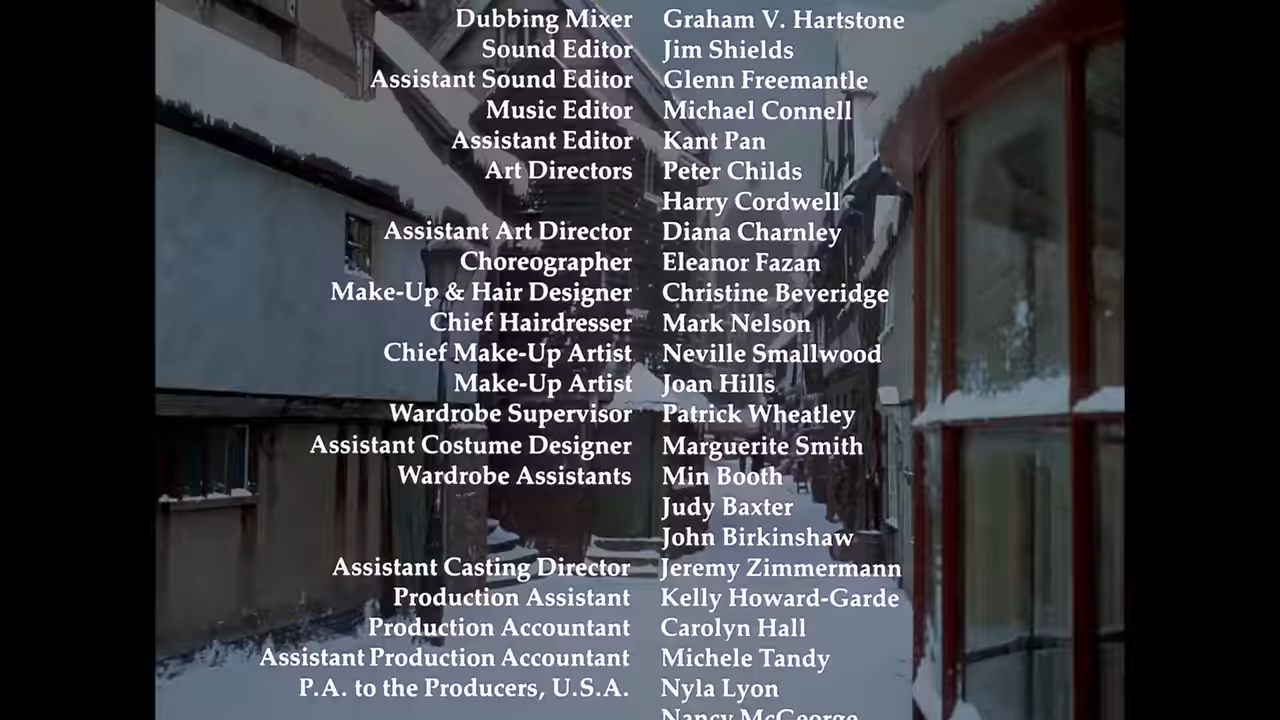 Dubbing Mixer Graham V. Hartstone
Sound Editor Jim Shields
Assistant Sound Editor Glenn Freemantle
Music Editor Michael Connell
Assistant Editor Kant Pan
Art Directors Peter Childs
Harry Cordwell
Assistant Art Director Diana Charnley
Choreographer Eleanor Fazan
Make-Up & Hair Designer Christine Beveridge
Chief Hairdresser Mark Nelson
Chief Make-Up Artist Neville Smallwood
Make-Up Artist Joan Hills
Wardrobe Supervisor Patrick Wheatley
Assistant Costume Designer Marguerite Smith
Wardrobe Assistants Min Booth
Judy Baxter
John Birkinshaw
Assistant Casting Director Jeremy Zimmermann
Production Assistant Kelly Howard-Garde
Production Accountant Carolyn Hall
Assistant Production Accountant Michele Tandy
P.A. to the Producers, U.S.A. Nyla Lyon
Nancy McGeorge